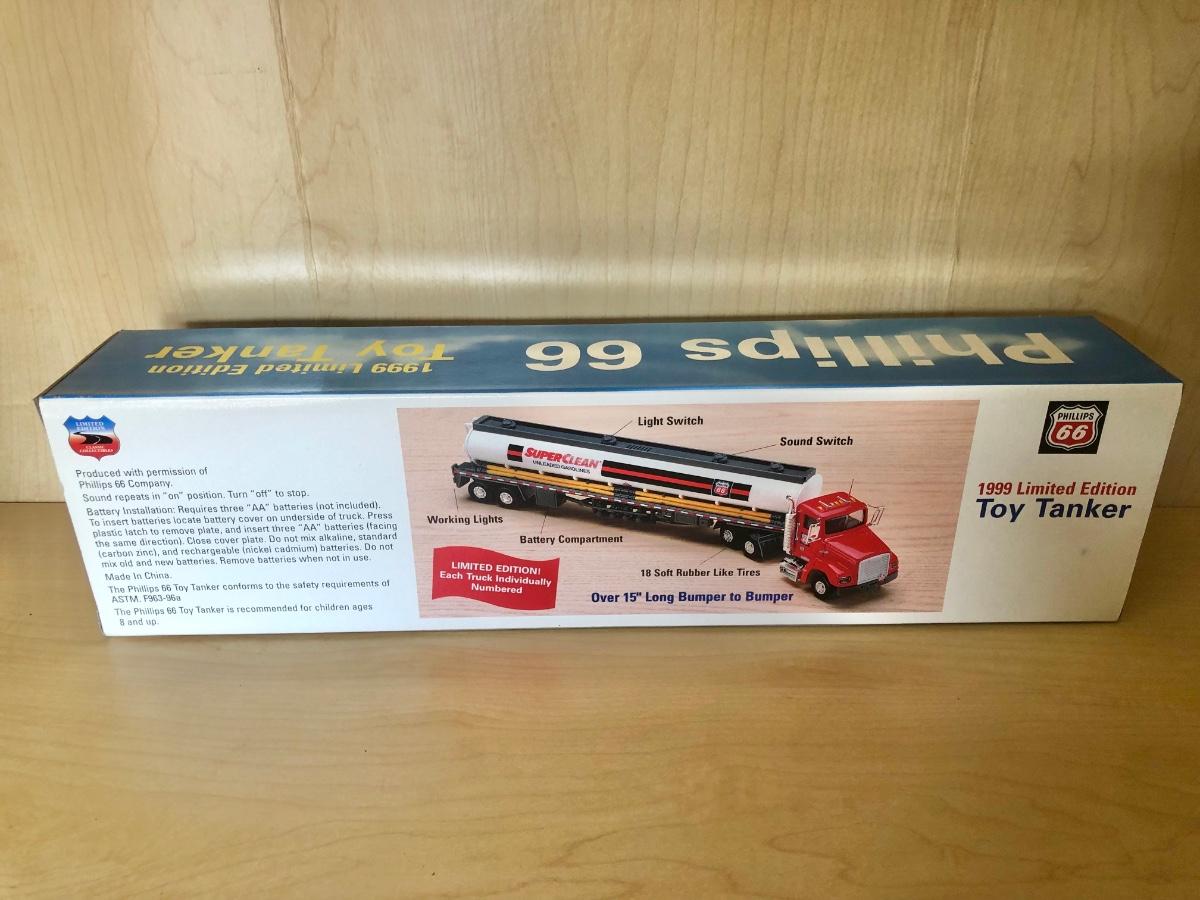 Phillips 66
1999 Limited Edition
Toy Tanker
LIMITED
EDITION
CLASSIC
COLLECTIBLES
Produced with permission of
Phillips 66 Company.
Sound repeats in "on" position. Turn "off" to stop.
Battery Installation: Requires three "AA" batteries (not included).
To insert batteries locate battery cover on underside of truck. Press
plastic latch to remove plate, and insert three "AA" batteries (facing
the same direction). Close cover plate. Do not mix alkaline, standard
(carbon zinc), and rechargeable (nickel cadmium) batteries. Do not
mix old and new batteries. Remove batteries when not in use.
Made In China.
The Phillips 66 Toy Tanker conforms to the safety requirements of
ASTM. F963-96a
The Phillips 66 Toy Tanker is recommended for children ages
8 and up.
Light Switch
Sound Switch
SUPERCLEAN
UNLEADED GASOLINES
66
Working Lights
Battery Compartment
18 Soft Rubber Like Tires
LIMITED EDITION!
Each Truck Individually
Numbered
Over 15" Long Bumper to Bumper
PHILLIPS
66
1999 Limited Edition
Toy Tanker